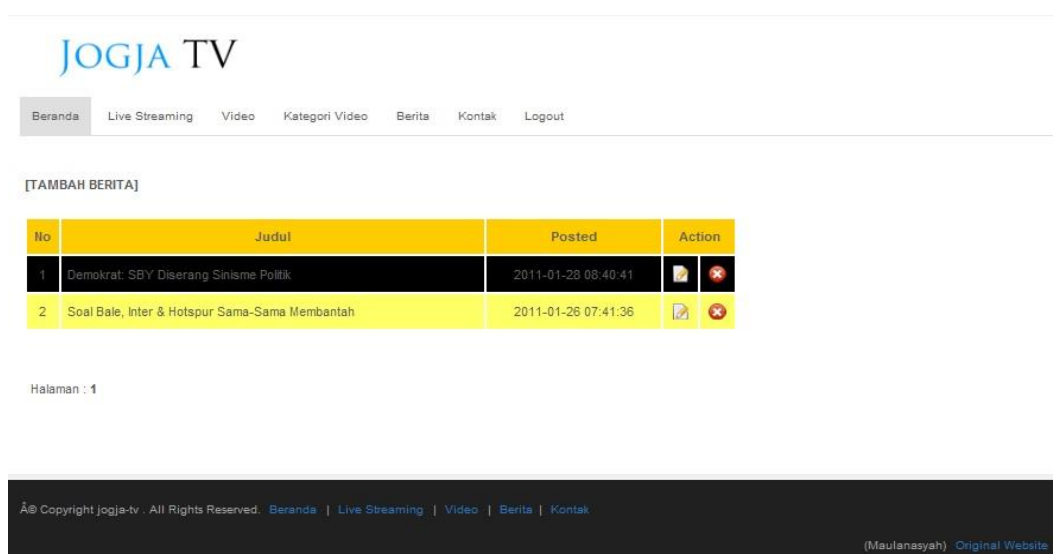 JOGJA TV
Beranda Live Streaming Video Kategori Video Berita Kontak Logout
[TAMBAH BERITA]
No Judul Posted Action
1 Demokrat: SBY Diserang Sinisme Politik 2011-01-28 08:40:41
2 Soal Bale, Inter & Hotspur Sama-Sama Membantah 2011-01-26 07:41:36
Halaman : 1
Â© Copyright jogja-tv . All Rights Reserved. Beranda | Live Streaming | Video | Berita | Kontak
(Maulanasyah) Original Website